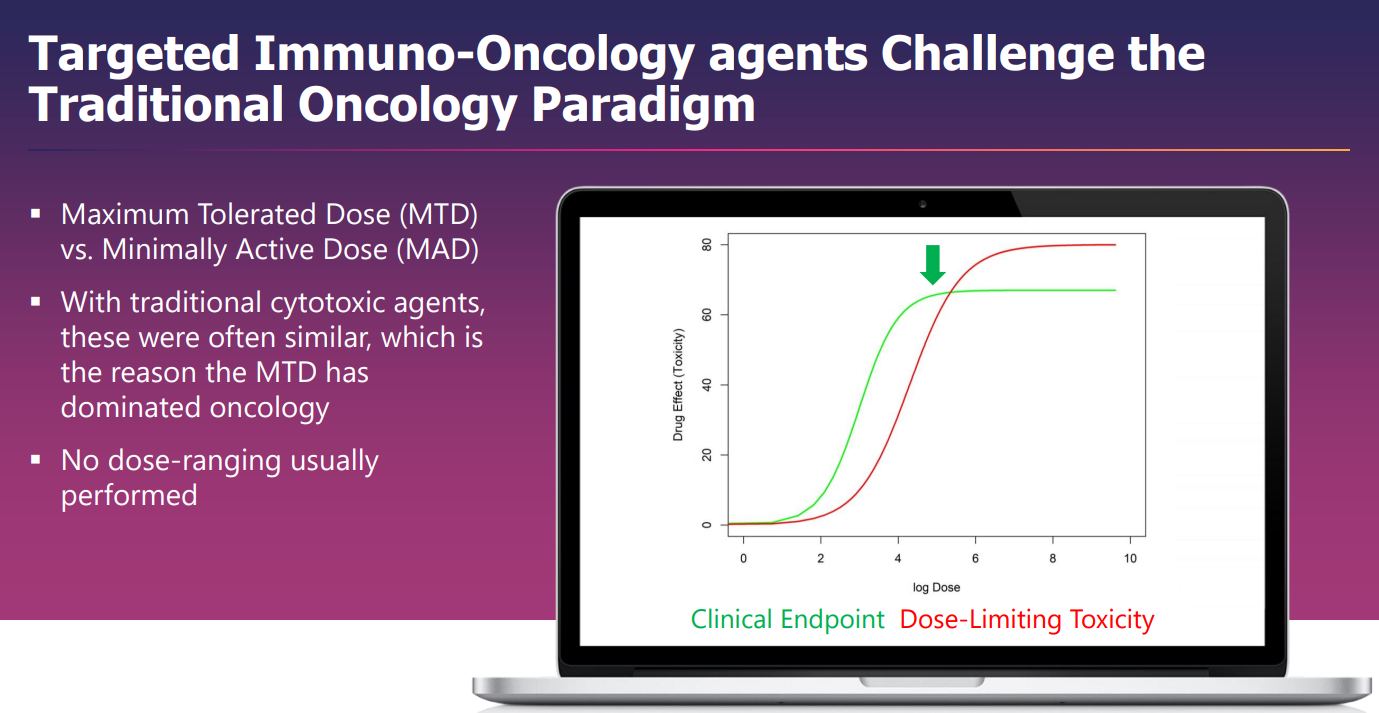 Targeted Immuno-Oncology agents Challenge the
Traditional Oncology Paradigm
▪ Maximum Tolerated Dose (MTD)
vs. Minimally Active Dose (MAD)
▪ With traditional cytotoxic agents,
these were often similar, which is
the reason the MTD has
dominated oncology
▪ No dose-ranging usually
performed
Drug Effect (Toxicity)
80
60
40
20
0
0 2 4 6 8 10
log Dose
Clinical Endpoint Dose-Limiting Toxicity